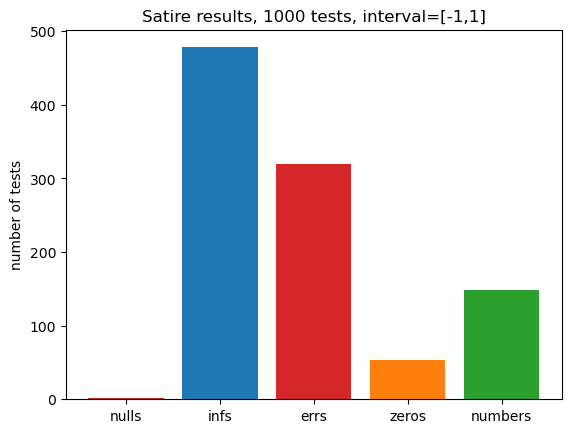 Satire results, 1000 tests, interval=[-1,1]
number of tests
500
400
300
200
100
0
nulls
infs
errs
zeros
numbers